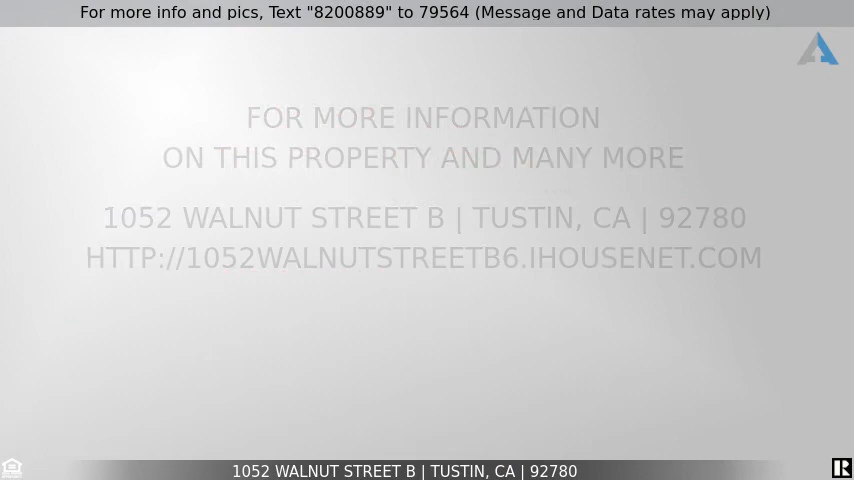 For more info and pics, Text "8200889" to 79564 (Message and Data rates may apply)
FOR MORE INFORMATION
ON THIS PROPERTY AND MANY MORE
1052 WALNUT STREET B | TUSTIN, CA | 92780
HTTP://1052WALNUTSTREETB6.IHOUSENET.COM
1052 WALNUT STREET B | TUSTIN, CA | 92780